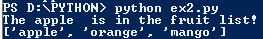 PS D:\PYTHON> python ex2.py
The apple  is in the fruit list!
['apple', 'orange', 'mango']